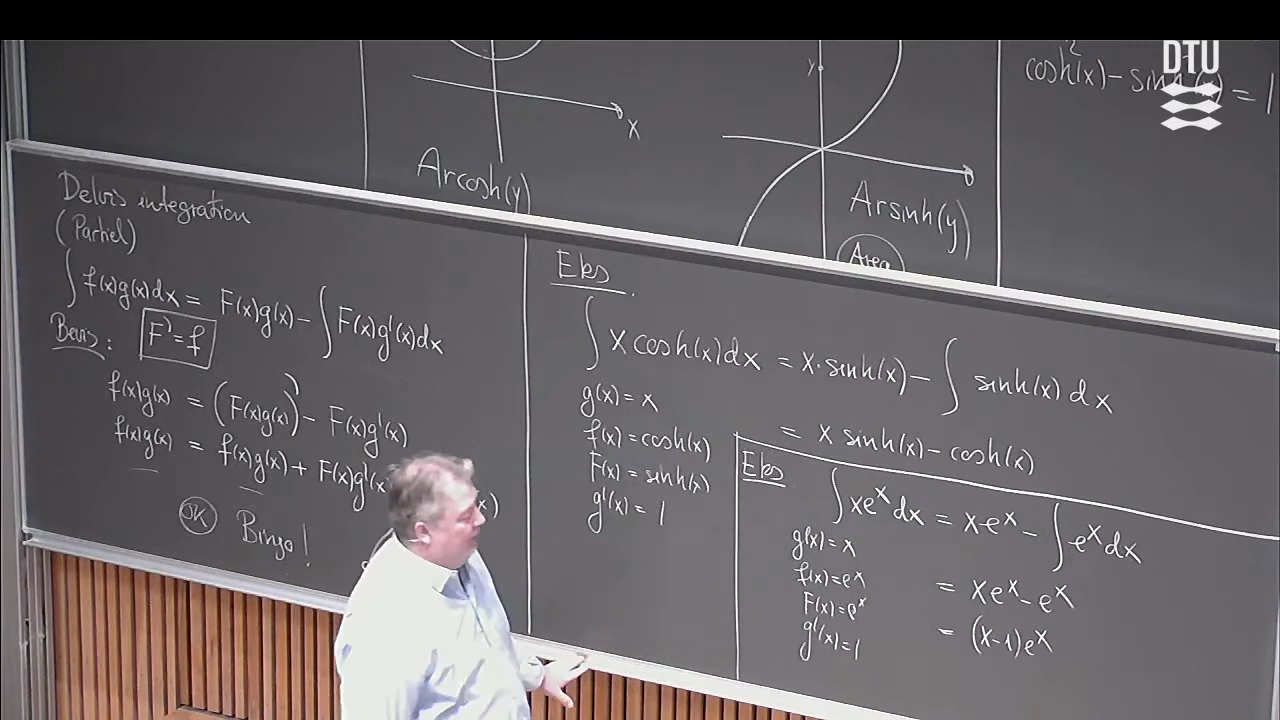 X
Arcosh(y)
y
Arsinh(y)
Area
cosh²(x) - sinh²(x) = 1
DTU
Delvis integration
(Partiel)
∫ f(x)g(x)dx = F(x)g(x) - ∫ F(x)g'(x)dx
Bevis: F' = f
f(x)g(x) = (F(x)g(x))' - F(x)g'(x)
f(x)g(x) = f(x)g(x) + F(x)g'(x
x)
OK Bingo!
Eks
∫ x cosh(x)dx = x·sinh(x) - ∫ sinh(x) dx
g(x) = x
f(x) = cosh(x)
F(x) = sinh(x)
g'(x) = 1
= x sinh(x) - cosh(x)
Eks
∫ xe^x dx = x·e^x - ∫ e^x dx
g(x) = x
f(x) = e^x
F(x) = e^x
g'(x) = 1
= xe^x - e^x
= (x-1)e^x